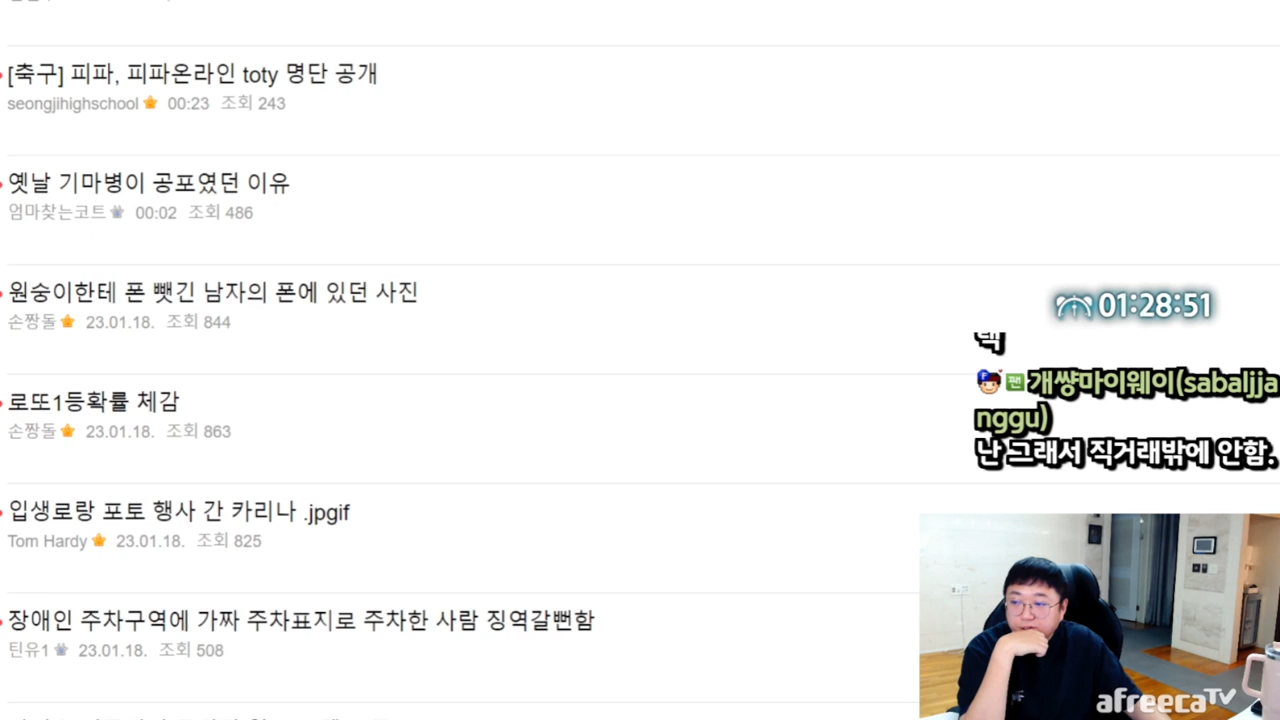 [축구] 피파, 피파온라인 toty 명단 공개
seongjihighschool 00:23 조회 243
옛날 기마병이 공포였던 이유
엄마찾는코트 00:02 조회 486
원숭이한테 폰 뺏긴 남자의 폰에 있던 사진
손짱돌 23.01.18. 조회 844
로또1등확률 체감
손짱돌 23.01.18. 조회 863
입생로랑 포토 행사 간 카리나 .jpgif
Tom Hardy 23.01.18. 조회 825
장애인 주차구역에 가짜 주차표지로 주차한 사람 징역갈뻔함
틴유1 23.01.18. 조회 508
01:28:51
팬 개썅마이웨이(sabaljja
nggu)
난 그래서 직거래밖에 안함.
afreecaTV